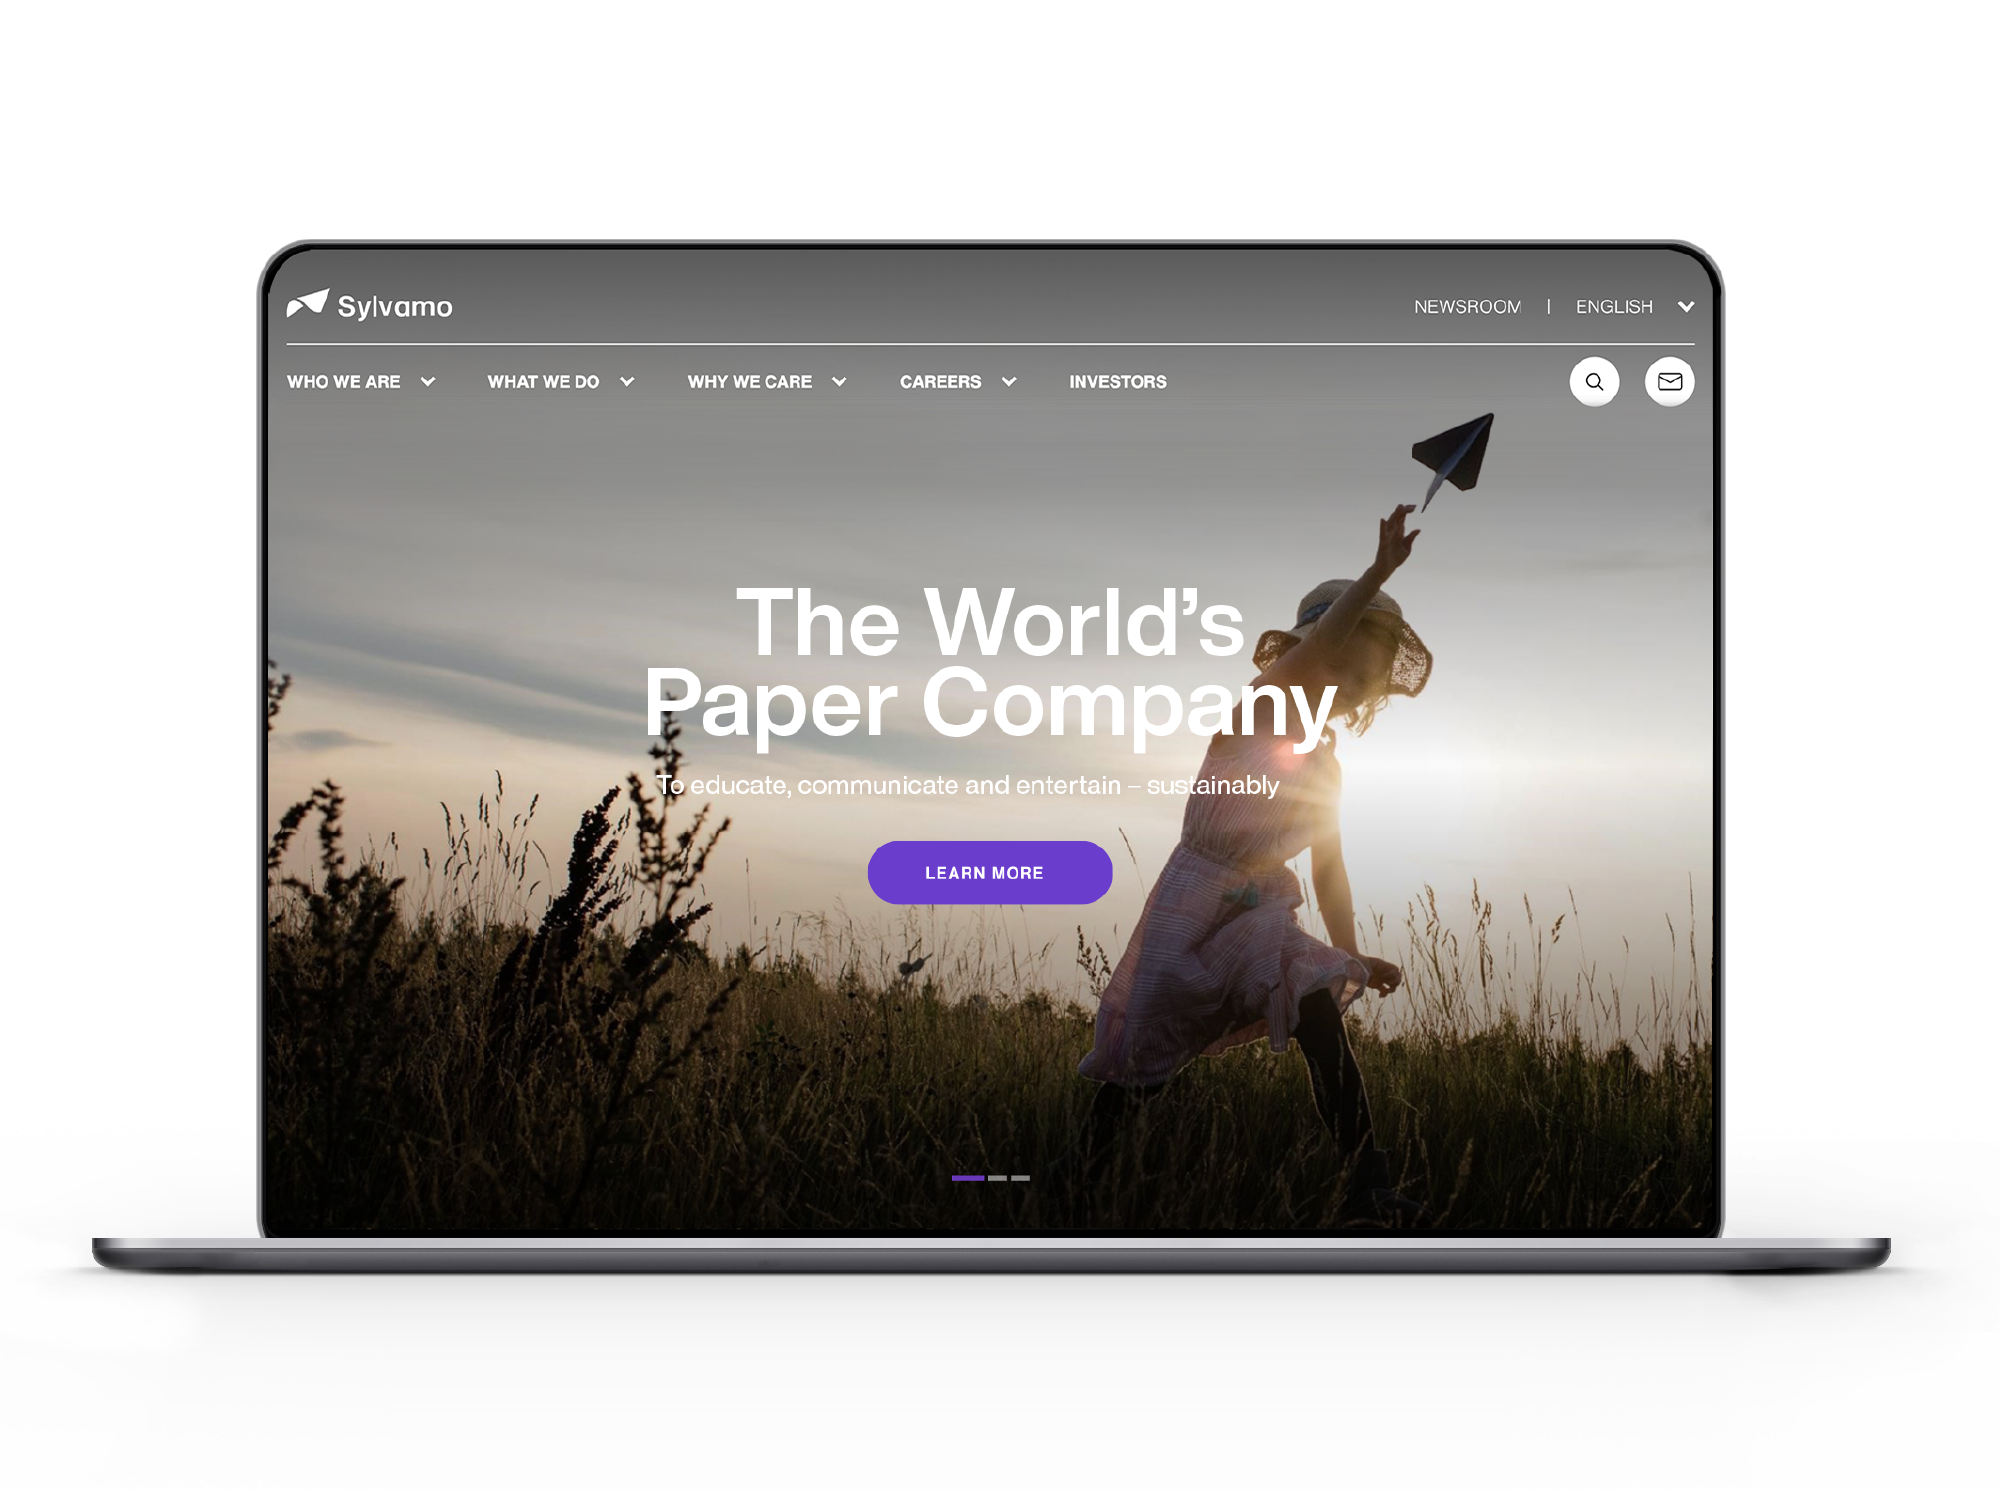 Sylvamo
NEWSROOM | ENGLISH
WHO WE ARE WHAT WE DO WHY WE CARE CAREERS INVESTORS
The World’s
Paper Company
To educate, communicate and entertain – sustainably
LEARN MORE